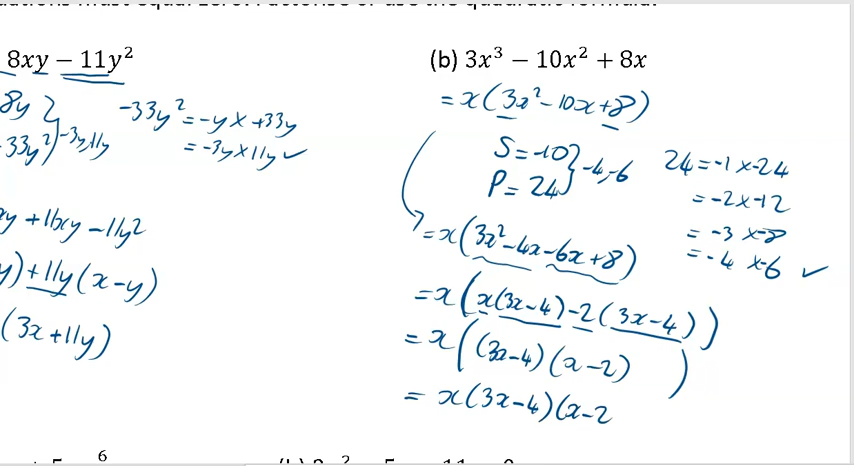 8xy − 11y²
8y
-33y² = -y x +33y
-33y²
-3y, 11y
= -3y x 11y ✓
y + 11xy - 11y²
y) + 11y(x-y)
(3x+11y)
(b) 3x³ − 10x² + 8x
= x(3x²-10x+8)
S = -10
P = 24
-4,-6
24 = -1 x -24
= -2 x -12
= -3 x -8
= -4 x -6 ✓
= x(3x²-4x-6x+8)
= x(x(3x-4)-2(3x-4))
= x((3x-4)(x-2))
= x(3x-4)(x-2
6